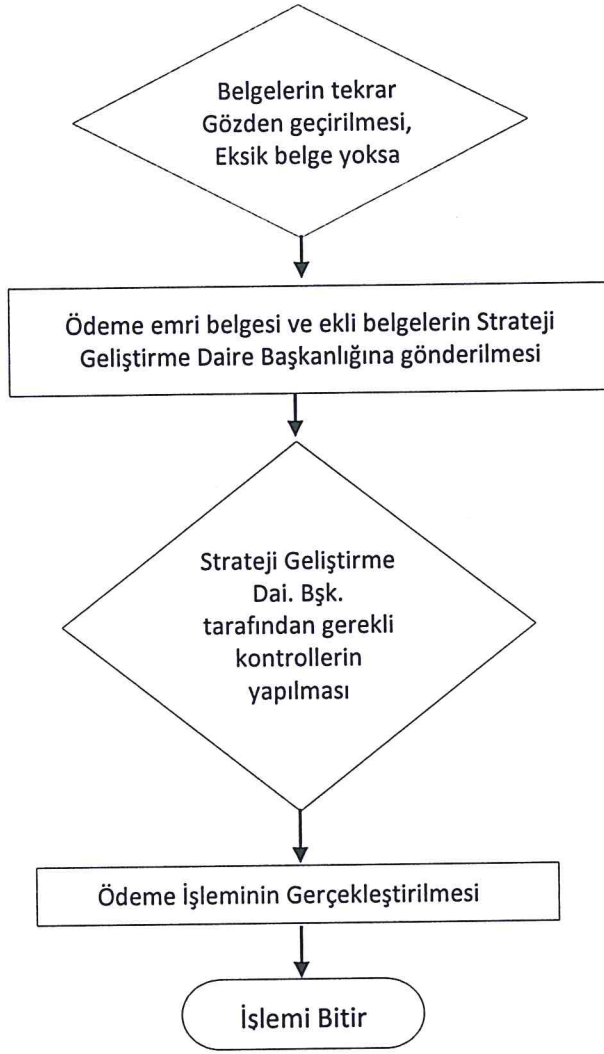 Belgelerin tekrar
Gözden geçirilmesi,
Eksik belge yoksa
Ödeme emri belgesi ve ekli belgelerin Strateji
Geliştirme Daire Başkanlığına gönderilmesi
Strateji Geliştirme
Dai. Bşk.
tarafından gerekli
kontrollerin
yapılması
Ödeme İşleminin Gerçekleştirilmesi
İşlemi Bitir